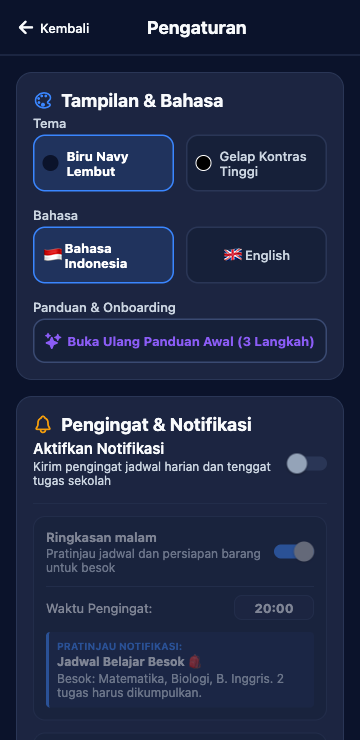 Kembali
Pengaturan
Tampilan & Bahasa
Tema
Biru Navy
Lembut
Gelap Kontras
Tinggi
Bahasa
Bahasa
Indonesia
English
Panduan & Onboarding
Buka Ulang Panduan Awal (3 Langkah)
Pengingat & Notifikasi
Aktifkan Notifikasi
Kirim pengingat jadwal harian dan tenggat
tugas sekolah
Ringkasan malam
Pratinjau jadwal dan persiapan barang
untuk besok
Waktu Pengingat:
20:00
PRATINJAU NOTIFIKASI:
Jadwal Belajar Besok 🎒
Besok: Matematika, Biologi, B. Inggris. 2
tugas harus dikumpulkan.